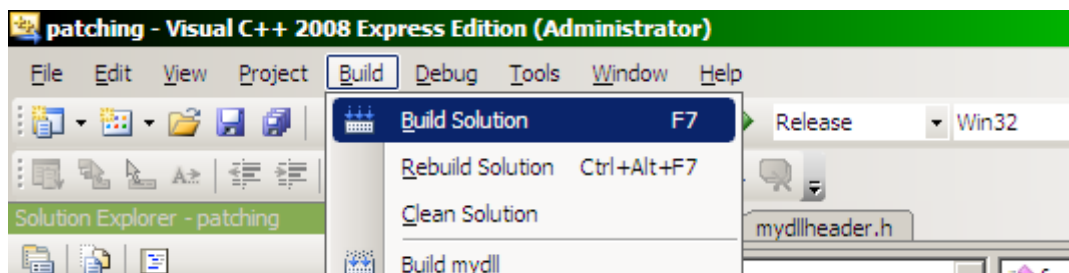 patching - Visual C++ 2008 Express Edition (Administrator)
File Edit View Project Build Debug Tools Window Help
Build Solution F7
Release Win32
Rebuild Solution Ctrl+Alt+F7
Solution Explorer - patching
Clean Solution
mydllheader.h
Build mydll